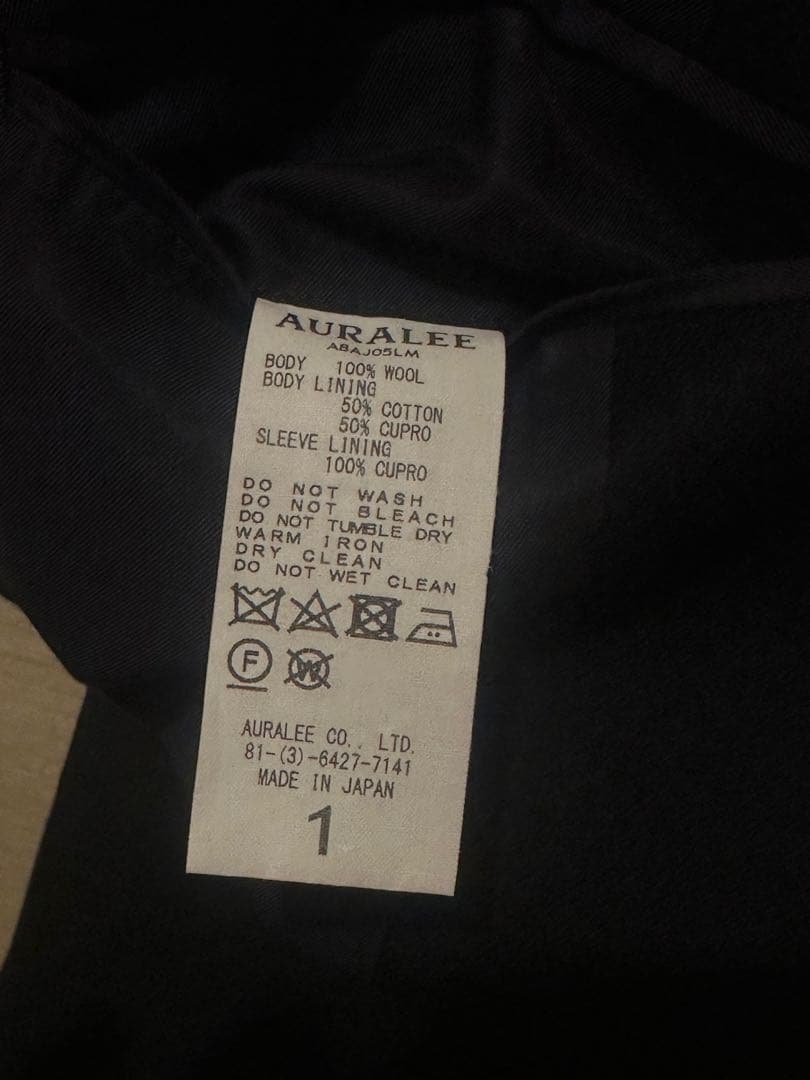 AURALEE
A8AJ05LM
BODY 100% WOOL
BODY LINING
50% COTTON
50% CUPRO
SLEEVE LINING
100% CUPRO
DO NOT WASH
DO NOT BLEACH
DO NOT TUMBLE DRY
WARM IRON
DRY CLEAN
DO NOT WET CLEAN
F W
AURALEE CO., LTD.
81-(3)-6427-7141
MADE IN JAPAN
1